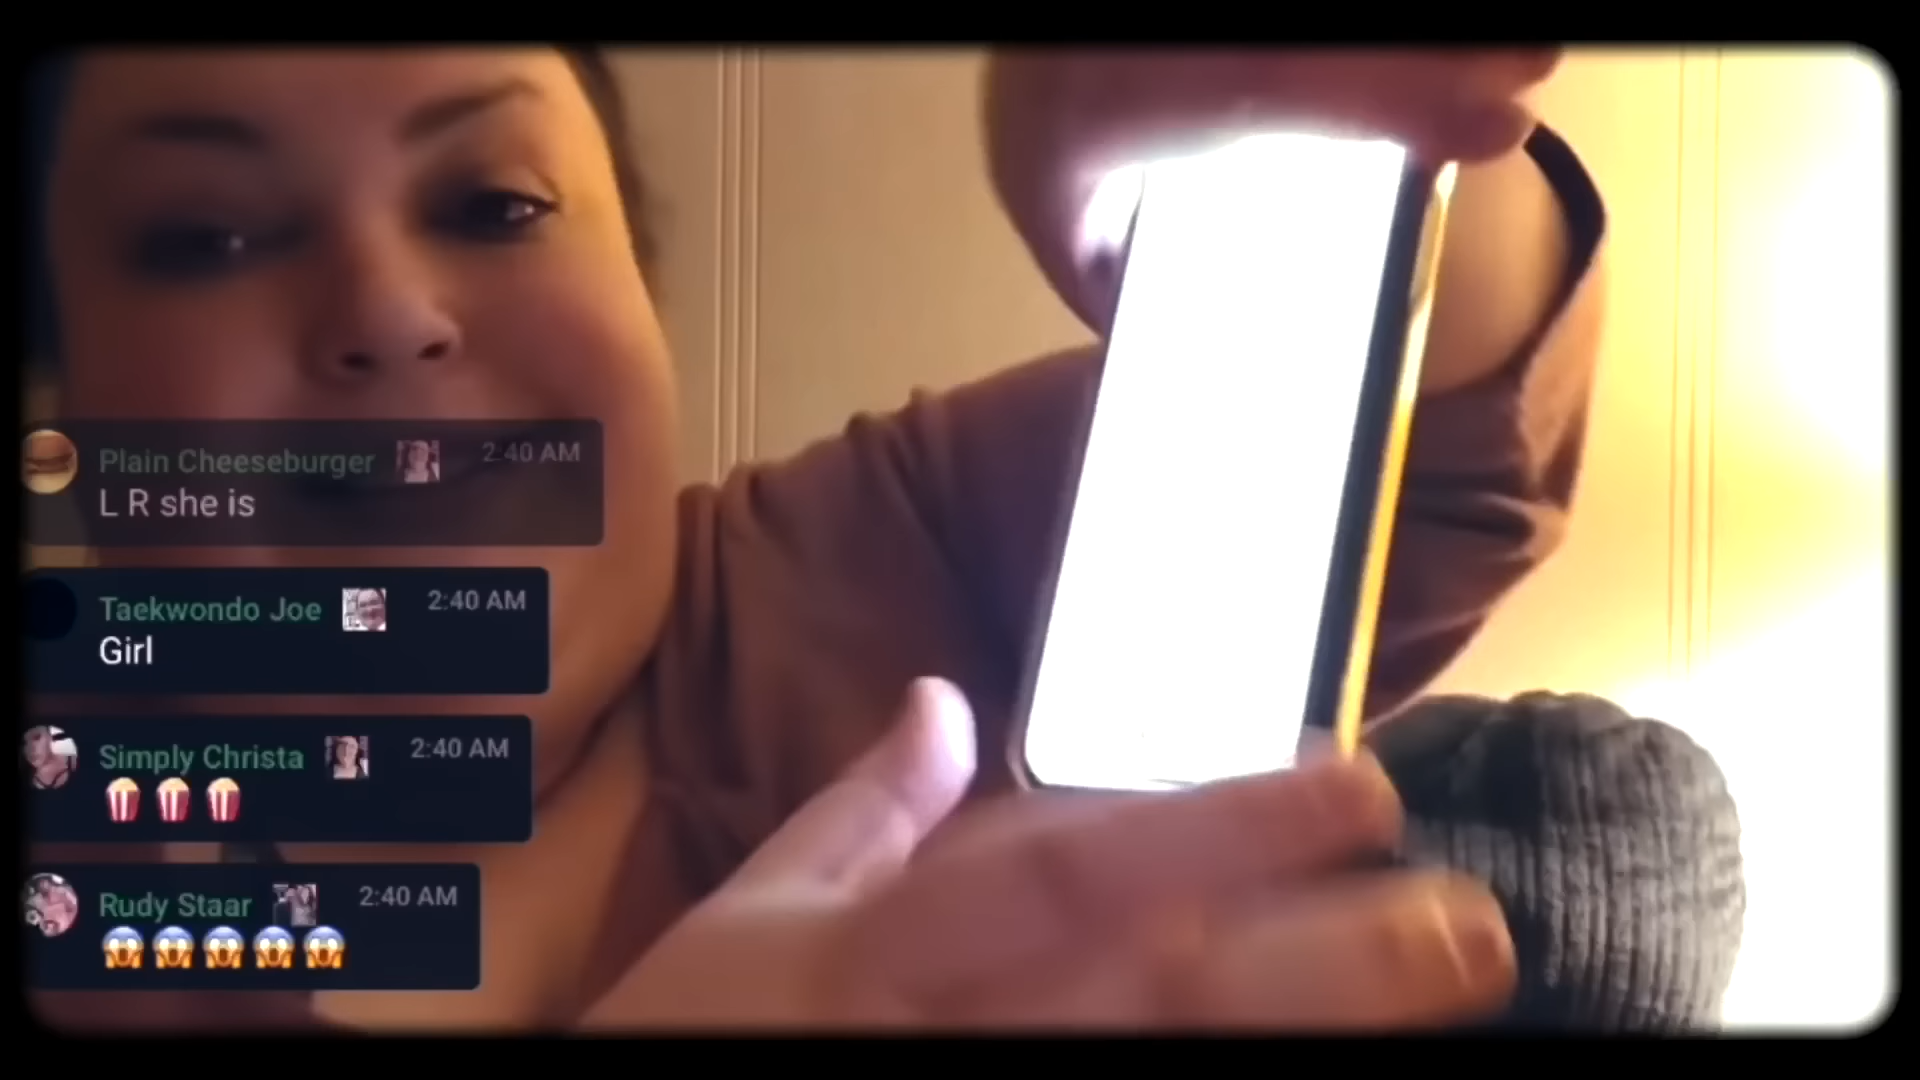 Plain Cheeseburger 2:40 AM
L R she is
Taekwondo Joe 2:40 AM
Girl
Simply Christa 2:40 AM
🍿🍿🍿
Rudy Staar 2:40 AM
😱😱😱😱😱